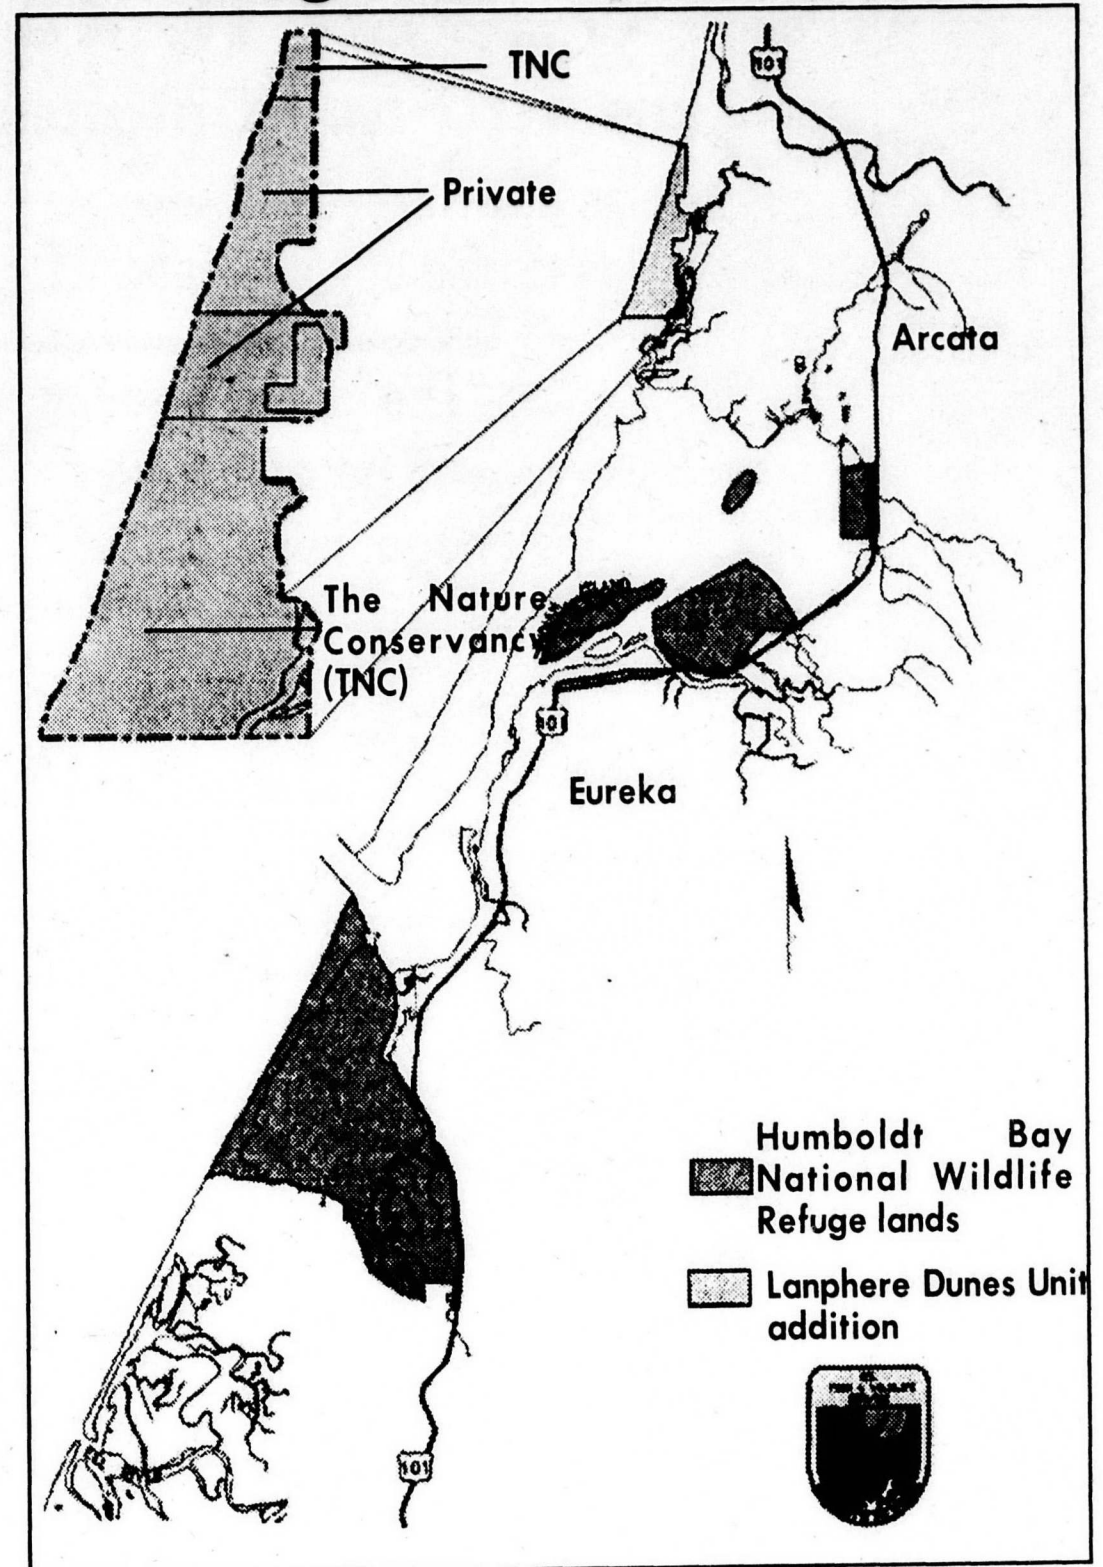 TNC
101
Private
Arcata
ISLAND
The Nature
Conservancy
(TNC)
101
Eureka
Humboldt Bay
National Wildlife
Refuge lands
Lanphere Dunes Unit
addition
101